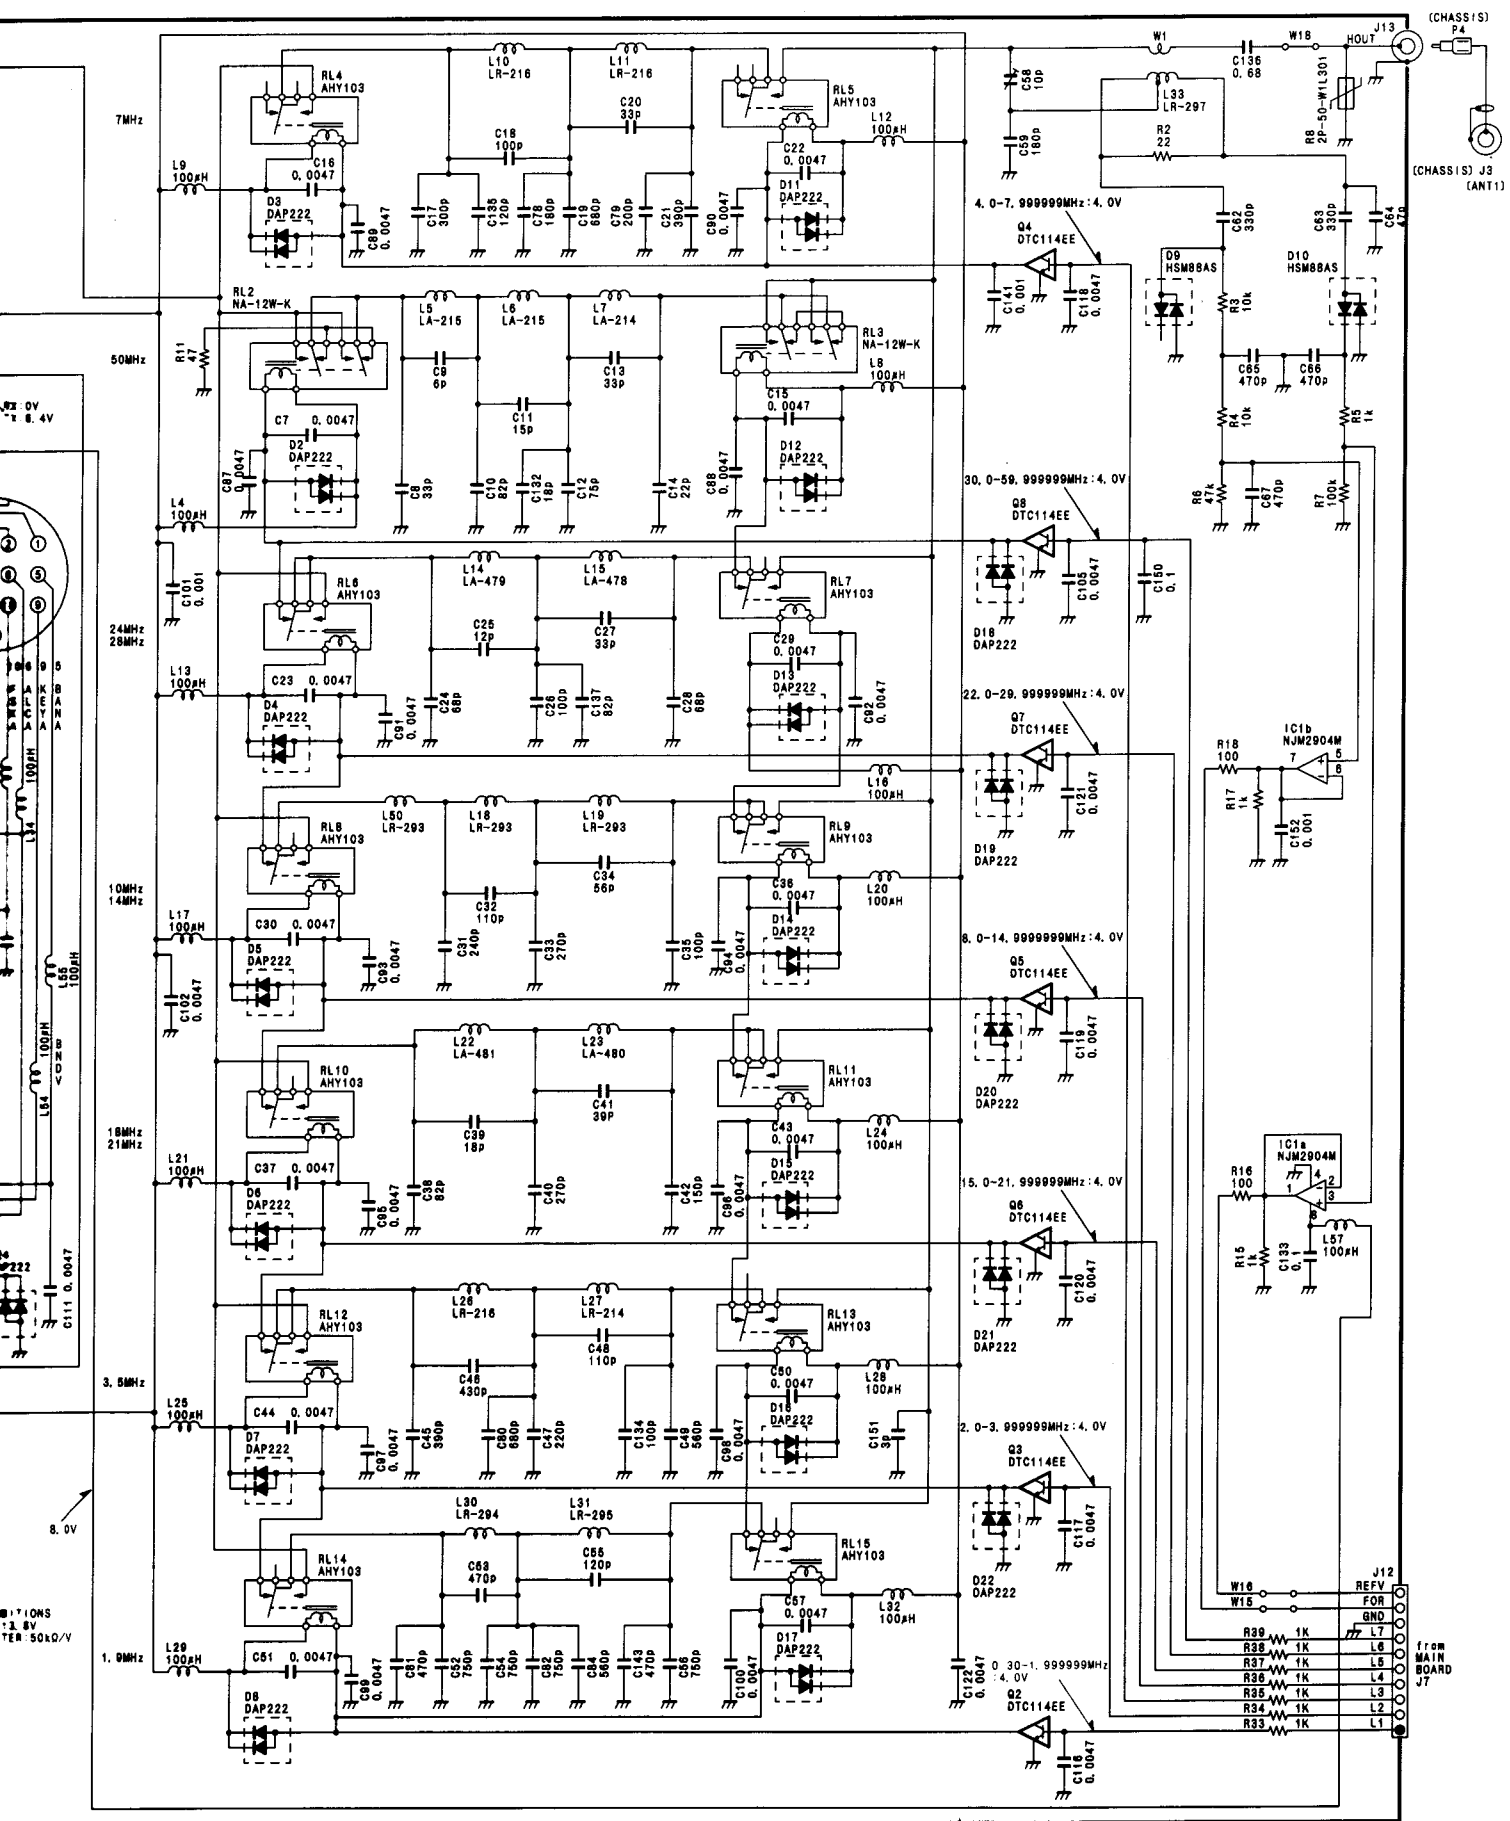 (CHASSIS)
P4
J13
HOUT
W1
W18
C136
0.68
C58
10p
C59
180p
L33
LR-297
R2
22
R8
2P-50-W1L301
(CHASSIS) J3
(ANT1)
7MHz
RL4
AHY103
L10
LR-216
L11
LR-216
C20
33p
C18
100p
RL5
AHY103
L12
100μH
L9
100μH
C16
0.0047
D3
DAP222
C89
0.0047
C17
300p
C135
120p
C78
180p
C19
680p
C79
200p
C21
390p
C90
0.0047
C22
0.0047
D11
DAP222
4.0-7.999999MHz:4.0V
Q4
DTC114EE
C141
0.001
C118
0.0047
C62
330p
C63
330p
C64
47p
D9
HSM88AS
D10
HSM88AS
R3
10k
C65
470p
C66
470p
R4
10k
R5
1k
R6
47k
C67
470p
R7
100k
50MHz
RL2
NA-12W-K
R11
47
L5
LA-215
L6
LA-215
L7
LA-214
C9
6p
C13
33p
C11
15p
RL3
NA-12W-K
L8
100μH
C7
0.0047
D2
DAP222
C87
0.0047
L4
100μH
C8
33p
C10
82p
C132
18p
C12
75p
C14
22p
C88
0.0047
C15
0.0047
D12
DAP222
30.0-59.999999MHz:4.0V
Q8
DTC114EE
C105
0.0047
C150
0.1
D18
DAP222
C101
0.001
24MHz
28MHz
RL6
AHY103
L14
LA-479
L15
LA-478
C25
12p
C27
33p
RL7
AHY103
L13
100μH
C23
0.0047
D4
DAP222
C91
0.0047
C24
68p
C26
100p
C137
82p
C28
68p
C29
0.0047
D13
DAP222
C92
0.0047
L16
100μH
22.0-29.999999MHz:4.0V
Q7
DTC114EE
C121
0.0047
D19
DAP222
R18
100
R17
1k
IC1b
NJM2904M
7
5
6
C152
0.001
10MHz
14MHz
RL8
AHY103
L50
LR-293
L18
LR-293
L19
LR-293
C34
56p
C32
110p
RL9
AHY103
L20
100μH
L17
100μH
C30
0.0047
D5
DAP222
C93
0.0047
C31
240p
C33
270p
C35
100p
C94
0.0047
C36
0.0047
D14
DAP222
8.0-14.9999999MHz:4.0V
Q5
DTC114EE
C119
0.0047
D20
DAP222
C102
0.0047
18MHz
21MHz
RL10
AHY103
L22
LA-481
L23
LA-480
C41
39P
C39
18p
RL11
AHY103
L24
100μH
L21
100μH
C37
0.0047
D6
DAP222
C95
0.0047
C38
82p
C40
270p
C42
150p
C96
0.0047
C43
0.0047
D15
DAP222
15.0-21.999999MHz:4.0V
Q6
DTC114EE
C120
0.0047
D21
DAP222
R16
100
R15
1k
IC1a
NJM2904M
4
1
2
3
8
C133
0.1
L57
100μH
3.5MHz
RL12
AHY103
L26
LR-216
L27
LR-214
C48
110p
C46
430p
RL13
AHY103
L28
100μH
L25
100μH
C44
0.0047
D7
DAP222
C97
0.0047
C45
390p
C80
680p
C47
220p
C134
100p
C49
560p
C98
0.0047
C50
0.0047
D16
DAP222
C151
3p
2.0-3.999999MHz:4.0V
Q3
DTC114EE
C117
0.0047
D22
DAP222
1.9MHz
RL14
AHY103
L30
LR-294
L31
LR-295
C53
470p
C55
120p
RL15
AHY103
L32
100μH
L29
100μH
C51
0.0047
D8
DAP222
C99
0.0047
C81
470p
C52
750p
C54
750p
C82
750p
C84
560p
C143
470p
C56
750p
C100
0.0047
C57
0.0047
D17
DAP222
C122
0.0047
0.30-1.999999MHz
:4.0V
Q2
DTC114EE
C116
0.0047
J12
W16
REFV
W15
FOR
GND
R39 1K L7
R38 1K L6
R37 1K L5
R36 1K L4
R35 1K L3
R34 1K L2
R33 1K L1
from
MAIN
BOARD
J7
:0V
6.4V
2
1
5
9
KEYA
BANA
100μH
L34
L55
100μH
100μH
L54
BNDV
C111 0.0047
8.0V
50kΩ/V